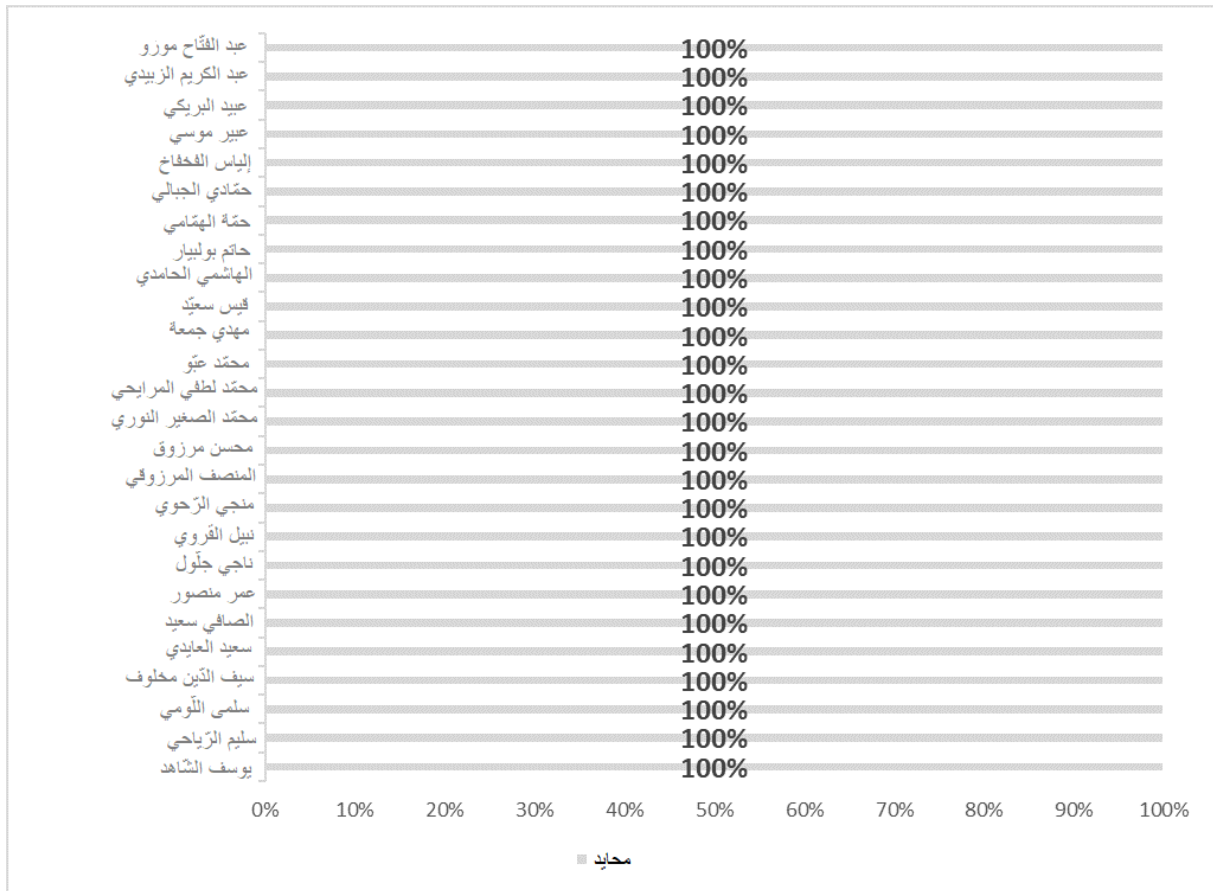 عبد الفتّاح مورو 100%
عبد الكريم الزبيدي 100%
عبيد البريكي 100%
عبير موسي 100%
إلياس الفخفاخ 100%
حمّادي الجبالي 100%
حمّة الهمّامي 100%
حاتم بولبيار 100%
الهاشمي الحامدي 100%
قيس سعيّد 100%
مهدي جمعة 100%
محمّد عبّو 100%
محمّد لطفي المرايحي 100%
محمّد الصغير النوري 100%
محسن مرزوق 100%
المنصف المرزوقي 100%
منجي الرّحوي 100%
نبيل القروي 100%
ناجي جلّول 100%
عمر منصور 100%
الصافي سعيد 100%
سعيد العايدي 100%
سيف الدّين مخلوف 100%
سلمى اللّومي 100%
سليم الرّياحي 100%
يوسف الشّاهد 100%
0% 10% 20% 30% 40% 50% 60% 70% 80% 90% 100%
محايد